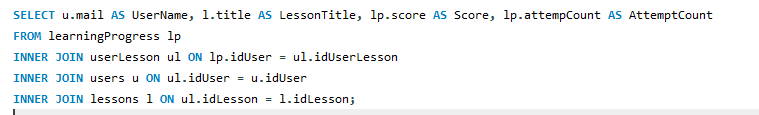 SELECT u.mail AS UserName, l.title AS LessonTitle, lp.score AS Score, lp.attempCount AS AttemptCount
FROM learningProgress lp
INNER JOIN userLesson ul ON lp.idUser = ul.idUserLesson
INNER JOIN users u ON ul.idUser = u.idUser
INNER JOIN lessons l ON ul.idLesson = l.idLesson;